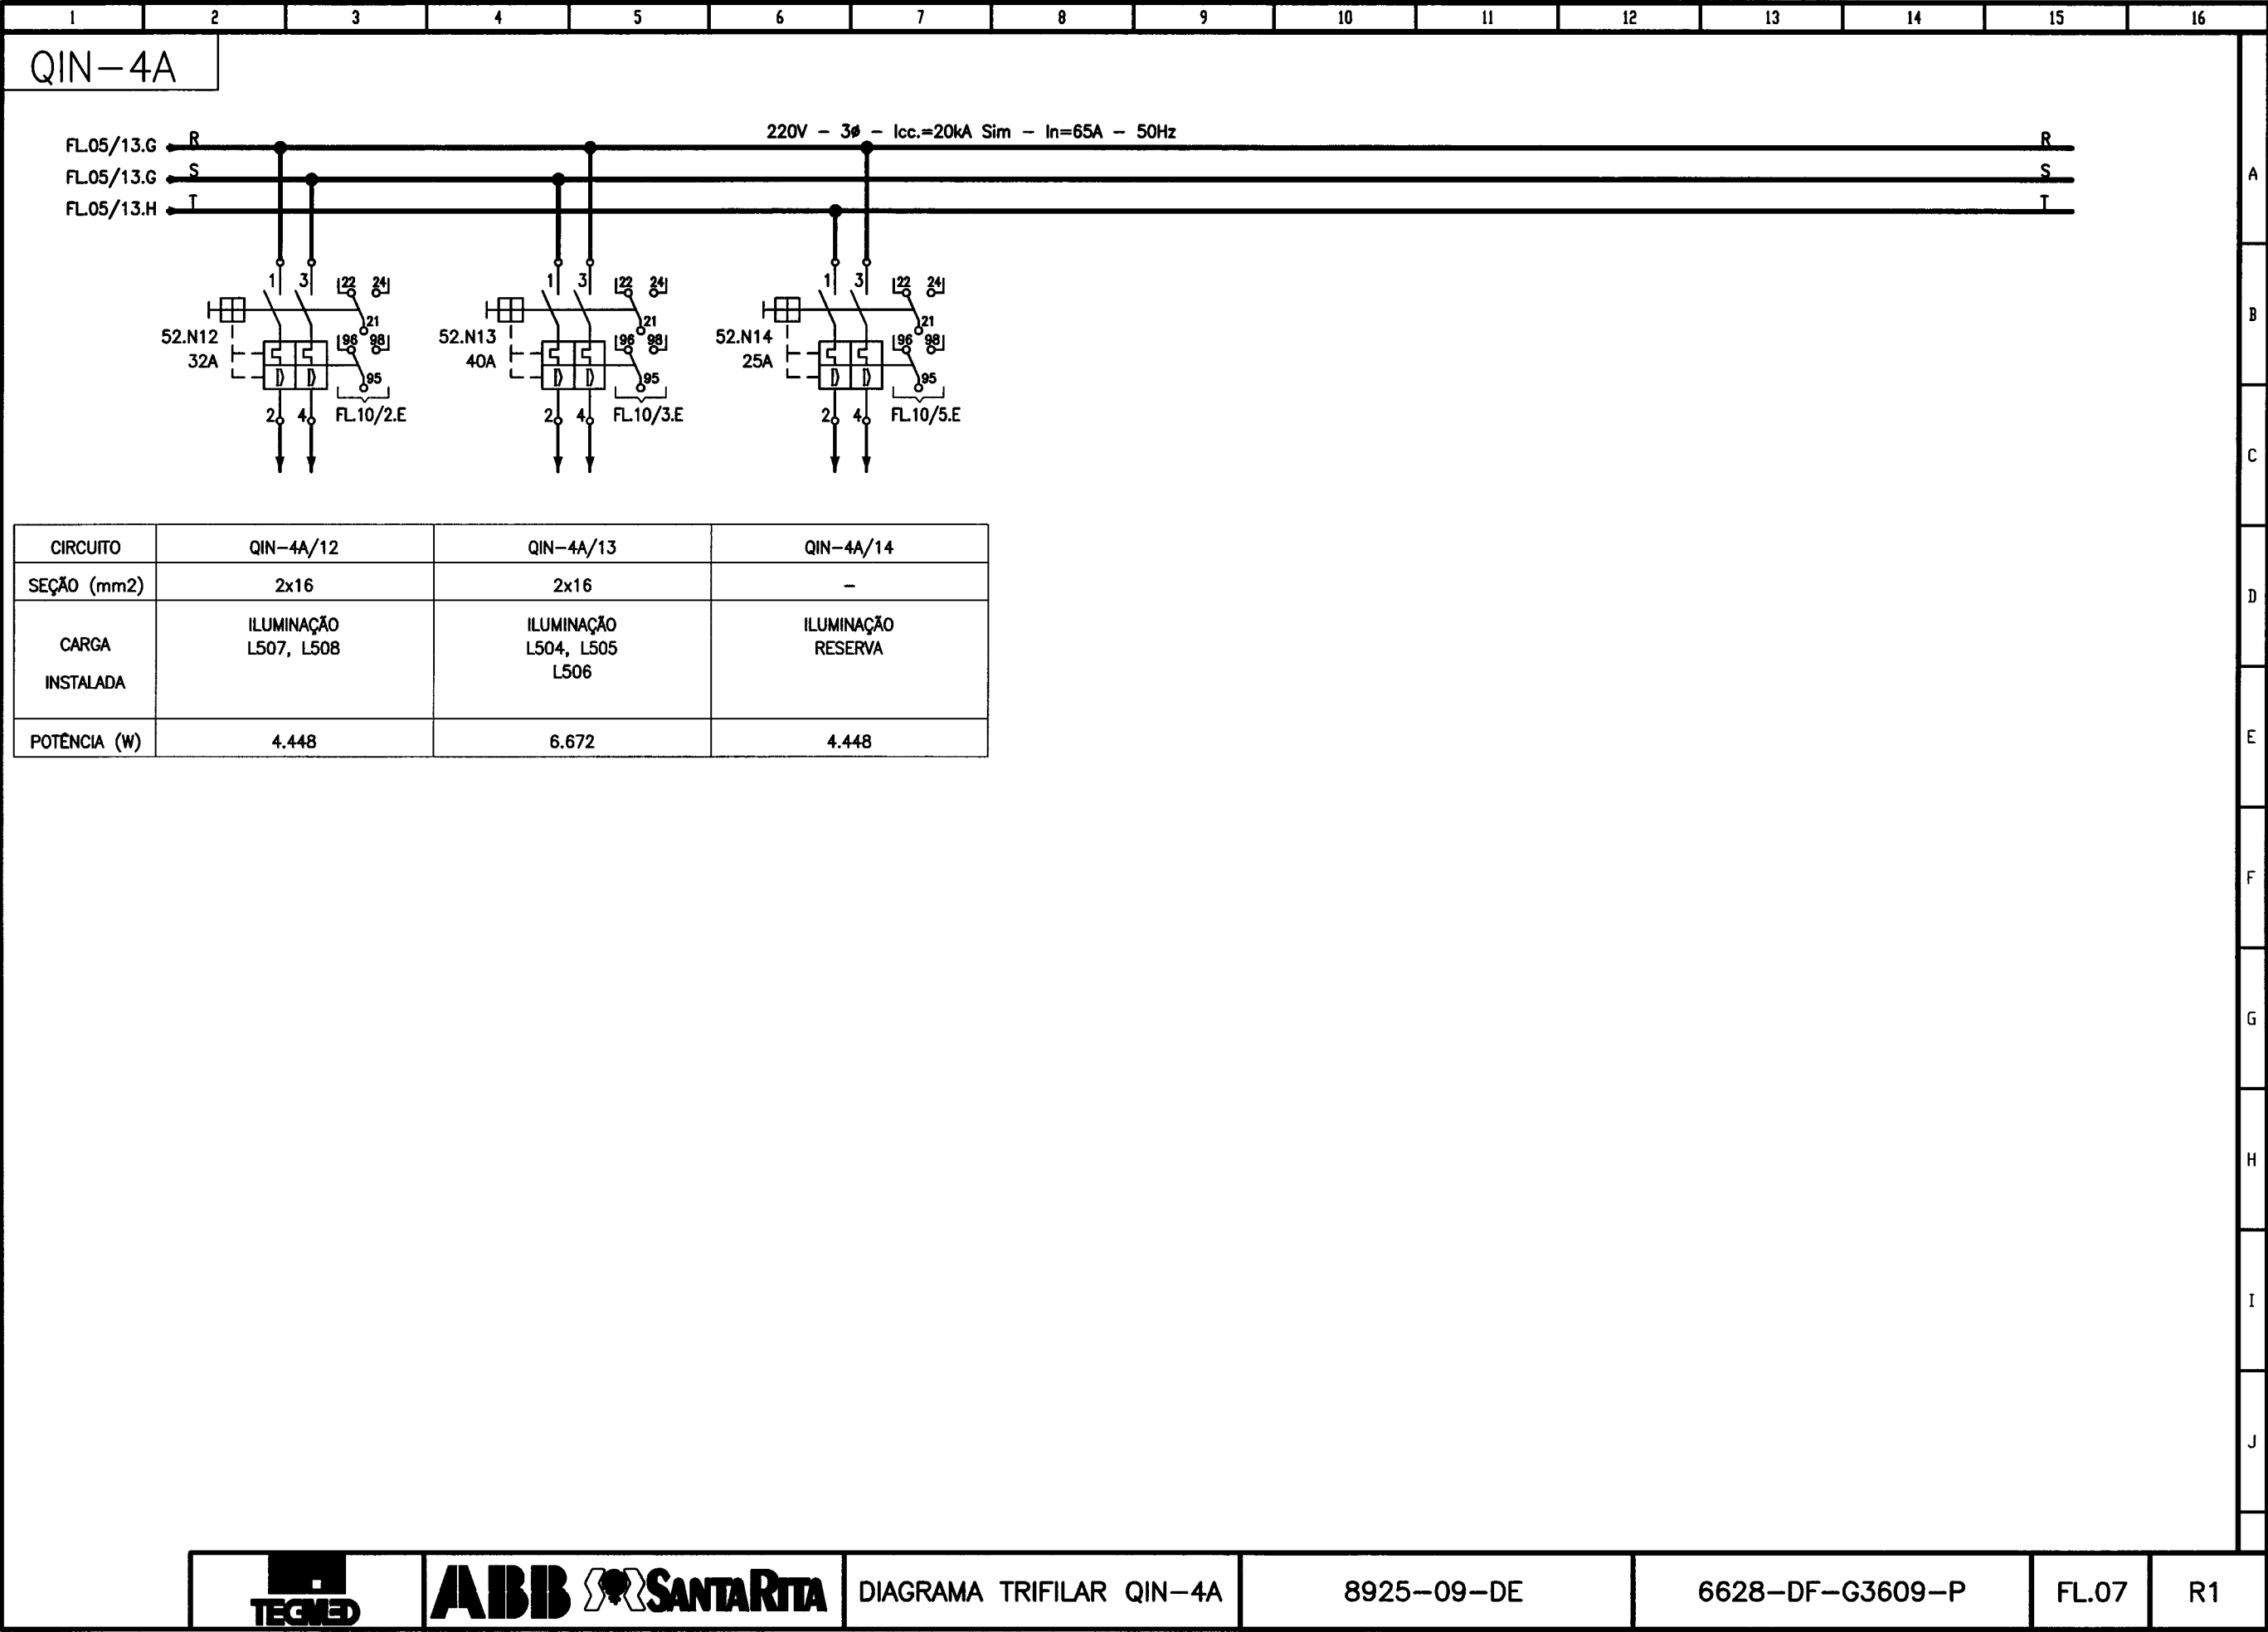 1 2 3 4 5 6 7 8 9 10 11 12 13 14 15 16
QIN-4A
220V - 3ø - Icc.=20kA Sim - In=65A - 50Hz
FL.05/13.G R R
FL.05/13.G S S
FL.05/13.H T T
A
B
C
D
E
F
G
H
I
J
1 3 22 24
21
52.N12
32A
96 98
95
2 4 FL.10/2.E
1 3 22 24
21
52.N13
40A
96 98
95
2 4 FL.10/3.E
1 3 22 24
21
52.N14
25A
96 98
95
2 4 FL.10/5.E
CIRCUITO QIN-4A/12 QIN-4A/13 QIN-4A/14
SEÇÃO (mm2) 2x16 2x16 -
CARGA
INSTALADA
ILUMINAÇÃO
L507, L508
ILUMINAÇÃO
L504, L505
L506
ILUMINAÇÃO
RESERVA
POTÊNCIA (W) 4.448 6.672 4.448
TEGMED
ABB SANTARITA
DIAGRAMA TRIFILAR QIN-4A
8925-09-DE
6628-DF-G3609-P
FL.07
R1